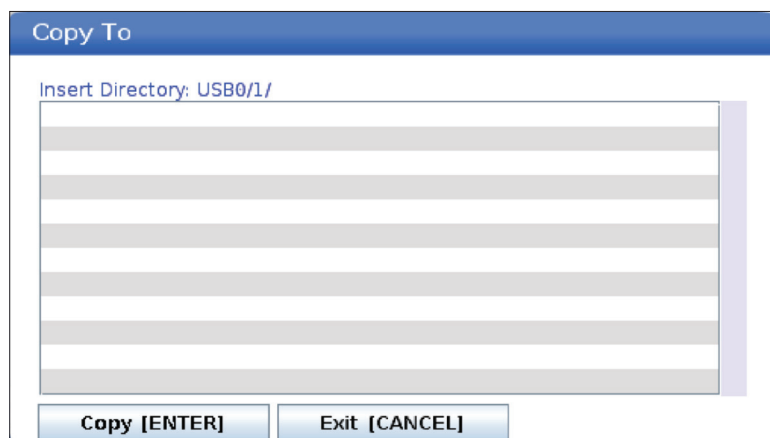 Copy To
Insert Directory: USB0/1/
Copy [ENTER]
Exit [CANCEL]